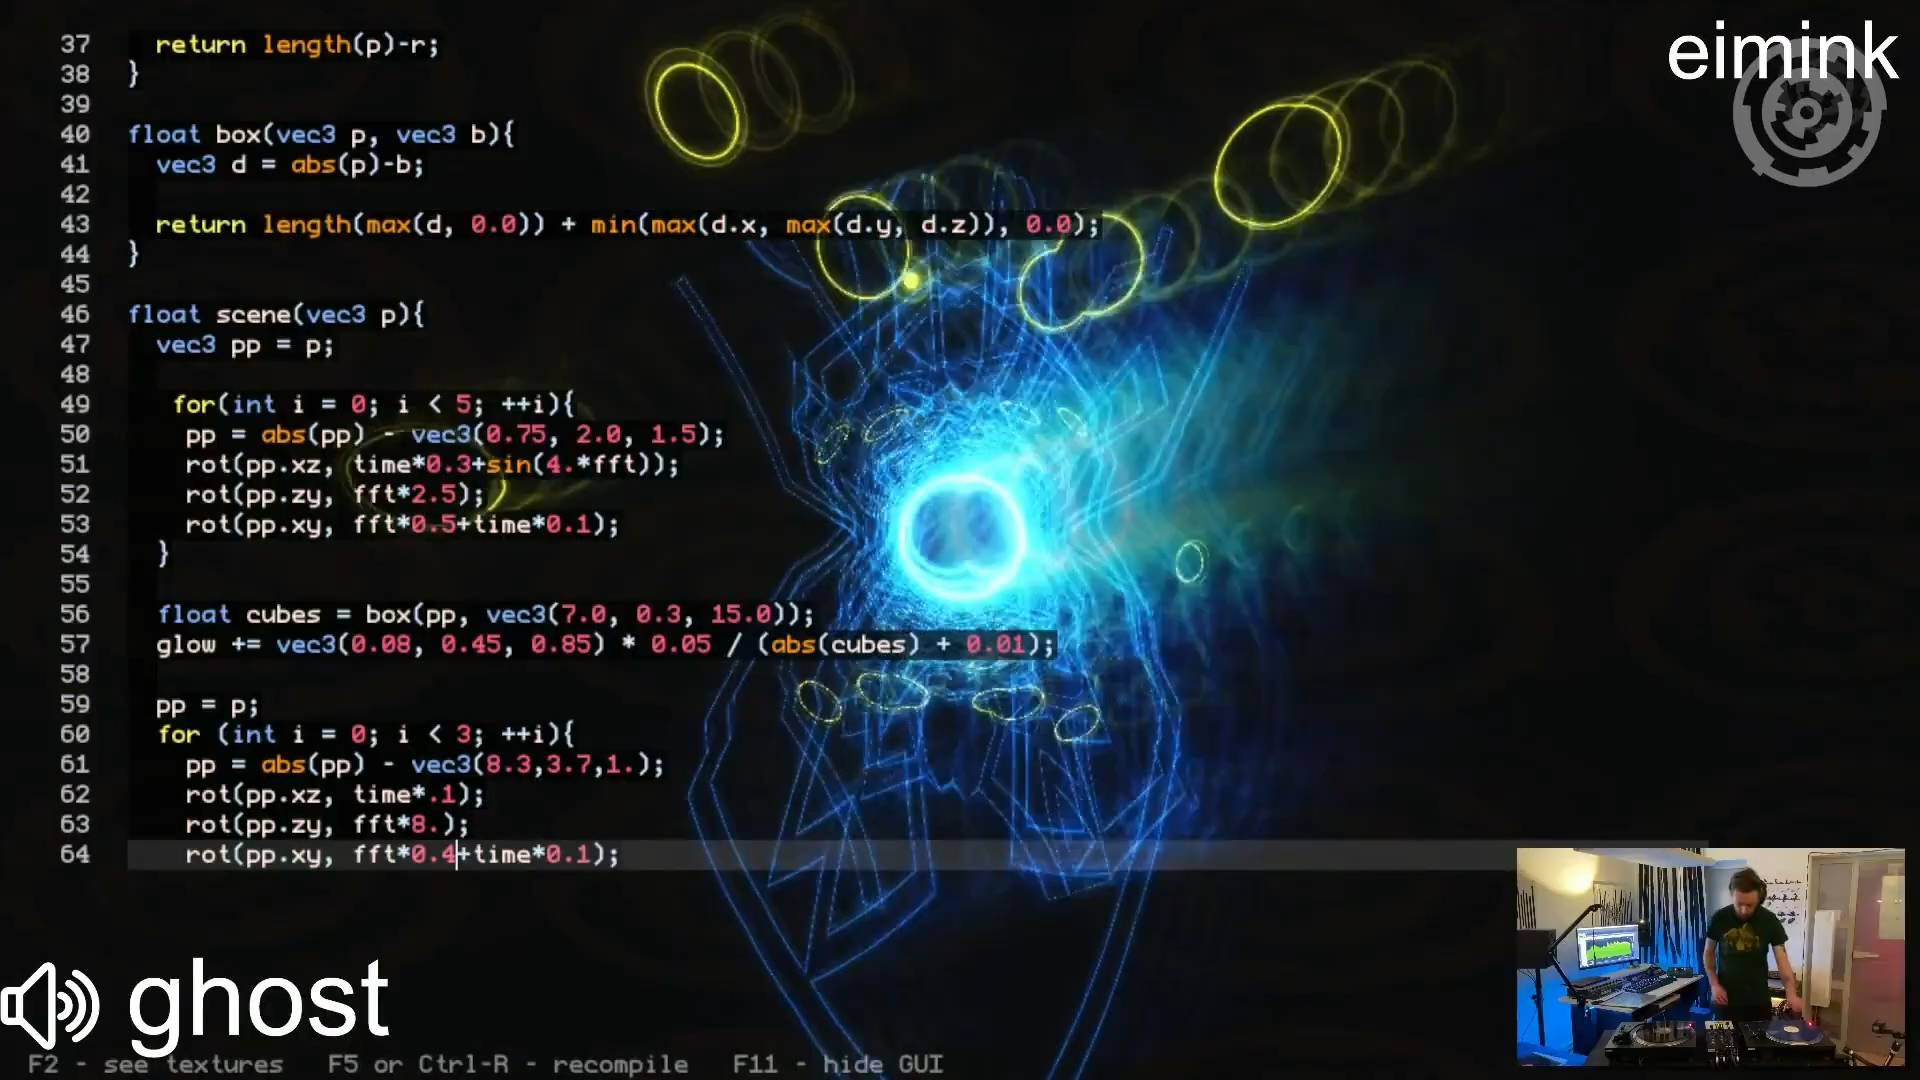 eimink
37 return length(p)-r;
38 }
39
40 float box(vec3 p, vec3 b){
41 vec3 d = abs(p)-b;
42
43 return length(max(d, 0.0)) + min(max(d.x, max(d.y, d.z)), 0.0);
44 }
45
46 float scene(vec3 p){
47 vec3 pp = p;
48
49 for(int i = 0; i < 5; ++i){
50 pp = abs(pp) - vec3(0.75, 2.0, 1.5);
51 rot(pp.xz, time*0.3+sin(4.*fft));
52 rot(pp.zy, fft*2.5);
53 rot(pp.xy, fft*0.5+time*0.1);
54 }
55
56 float cubes = box(pp, vec3(7.0, 0.3, 15.0));
57 glow += vec3(0.08, 0.45, 0.85) * 0.05 / (abs(cubes) + 0.01);
58
59 pp = p;
60 for (int i = 0; i < 3; ++i){
61 pp = abs(pp) - vec3(8.3,3.7,1.);
62 rot(pp.xz, time*.1);
63 rot(pp.zy, fft*8.);
64 rot(pp.xy, fft*0.4+time*0.1);
ghost
F2 - see textures F5 or Ctrl-R - recompile F11 - hide GUI